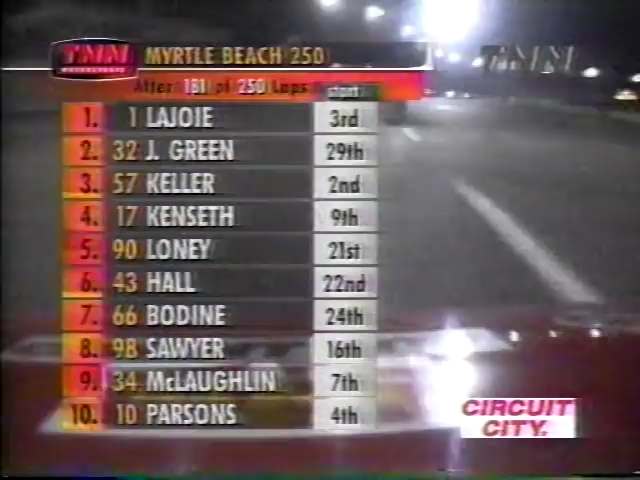 TNN MYRTLE BEACH 250 TNN
After 181 of 250 Laps start
1. 1 LAJOIE 3rd
2. 32 J. GREEN 29th
3. 57 KELLER 2nd
4. 17 KENSETH 9th
5. 90 LONEY 21st
6. 43 HALL 22nd
7. 66 BODINE 24th
8. 98 SAWYER 16th
9. 34 McLAUGHLIN 7th
10. 10 PARSONS 4th
CIRCUIT
CITY.